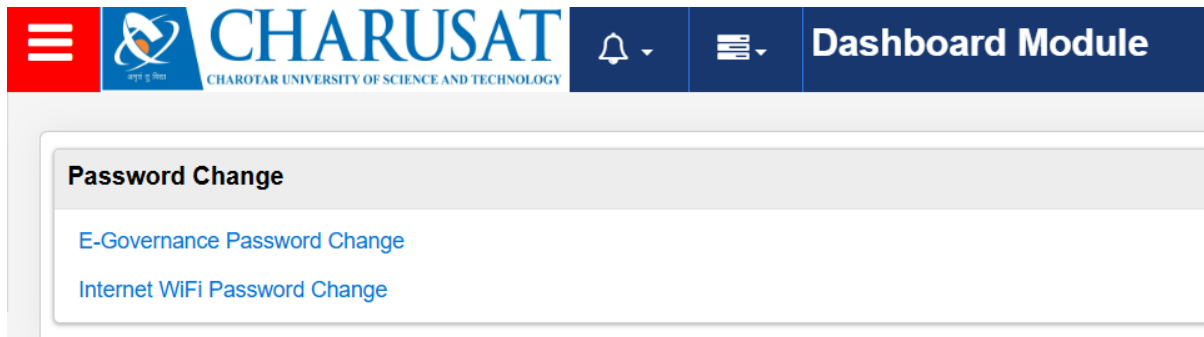 CHARUSAT
CHAROTAR UNIVERSITY OF SCIENCE AND TECHNOLOGY
Dashboard Module
Password Change
E-Governance Password Change
Internet WiFi Password Change